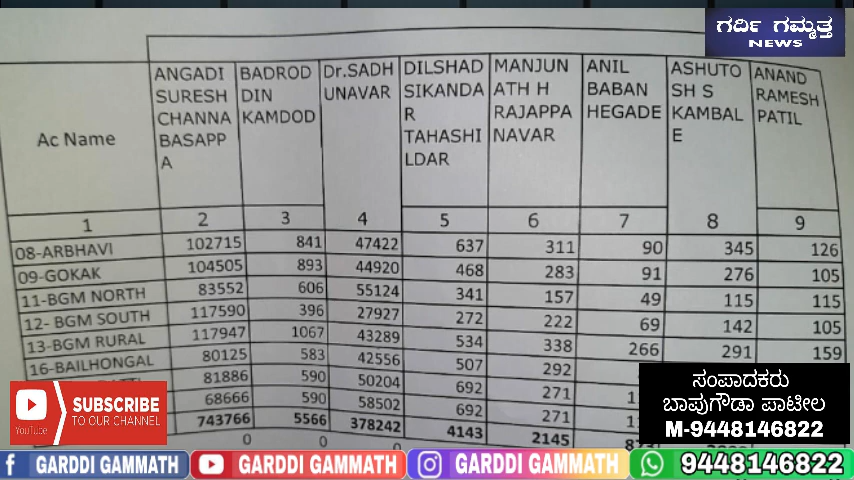 ಗರ್ದಿ ಗಮ್ಮತ್ತ
NEWS
Ac Name
ANGADI SURESH CHANNA BASAPP A
BADROD DIN KAMDOD
Dr.SADH UNAVAR
DILSHAD SIKANDA R TAHASHI LDAR
MANJUN ATH H RAJAPPA NAVAR
ANIL BABAN HEGADE
ASHUTO SH S KAMBAL E
ANAND RAMESH PATIL
1 2 3 4 5 6 7 8 9
08-ARBHAVI 102715 841 47422 637 311 90 345 126
09-GOKAK 104505 893 44920 468 283 91 276 105
11-BGM NORTH 83552 606 55124 341 157 49 115 115
12- BGM SOUTH 117590 396 27927 272 222 69 142 105
13-BGM RURAL 117947 1067 43289 534 338 266 291 159
16-BAILHONGAL 80125 583 42556 507 292
81886 590 50204 692 271
68666 590 58502 692 271
743766 5566 378242 4143 2145
0 0 0
SUBSCRIBE
TO OUR CHANNEL
YouTube
ಸಂಪಾದಕರು
ಬಾಪುಗೌಡಾ ಪಾಟೀಲ
M-9448146822
GARDDI GAMMATH GARDDI GAMMATH GARDDI GAMMATH 9448146822